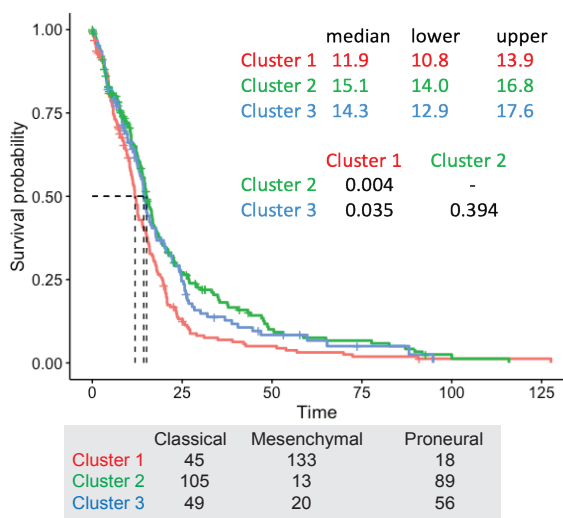 median lower upper
Cluster 1 11.9 10.8 13.9
Cluster 2 15.1 14.0 16.8
Cluster 3 14.3 12.9 17.6
Cluster 1 Cluster 2
Cluster 2 0.004 -
Cluster 3 0.035 0.394
Survival probability
1.00
0.75
0.50
0.25
0.00
0 25 50 75 100 125
Time
Classical Mesenchymal Proneural
Cluster 1 45 133 18
Cluster 2 105 13 89
Cluster 3 49 20 56